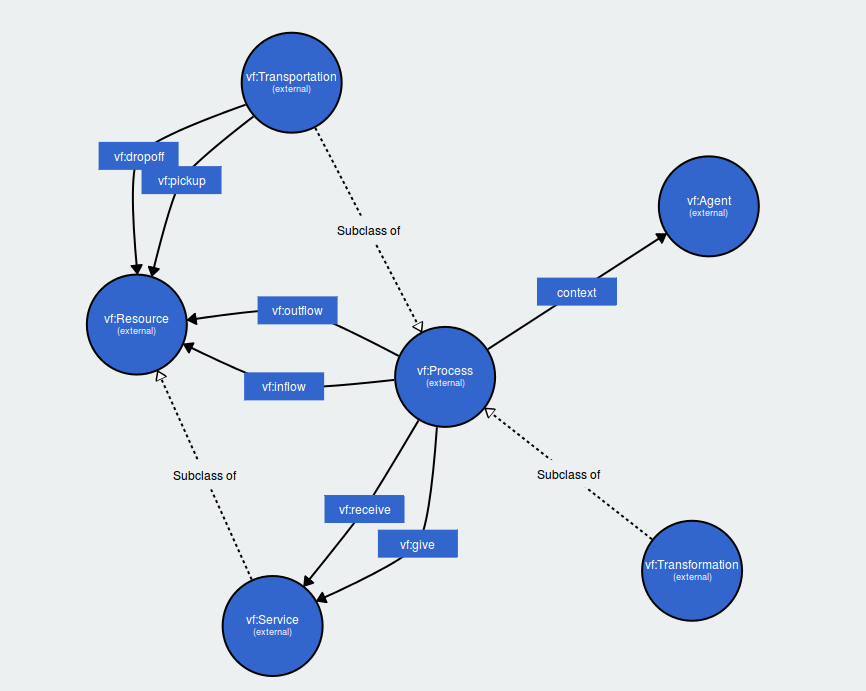 vf:Transportation
(external)
vf:dropoff
vf:pickup
vf:Agent
(external)
Subclass of
context
vf:outflow
vf:Resource
(external)
vf:Process
(external)
vf:inflow
Subclass of
Subclass of
vf:receive
vf:give
vf:Transformation
(external)
vf:Service
(external)